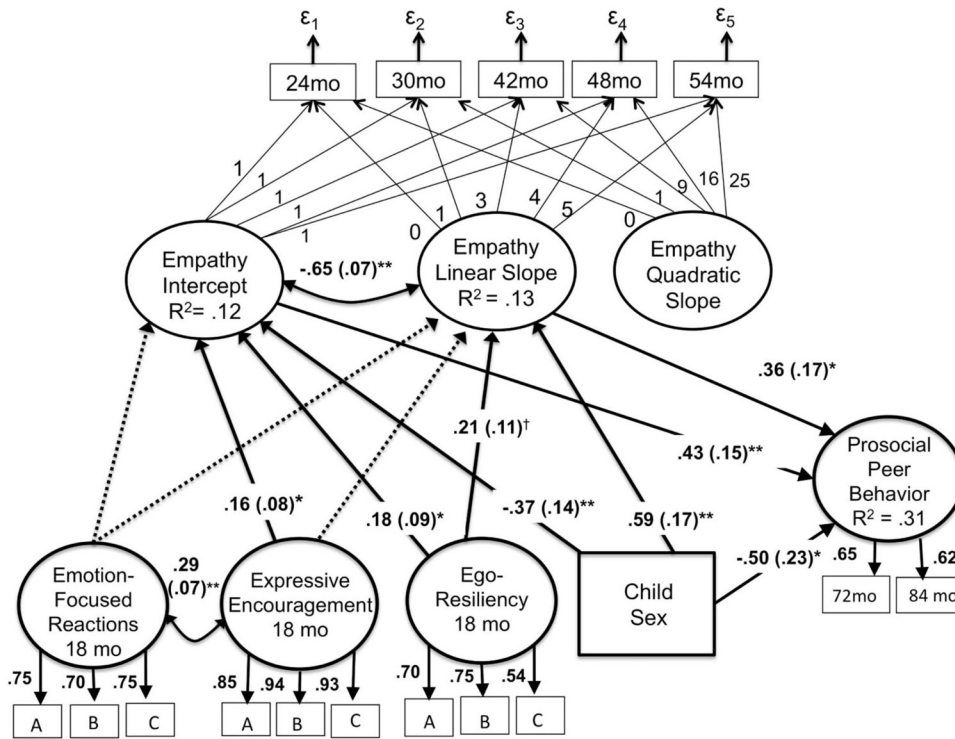 ε1 ε2 ε3 ε4 ε5
24mo 30mo 42mo 48mo 54mo
1 1 1 1 1
0 1 3 4 5
0 1 9 16 25
Empathy
Intercept
R²= .12
-.65 (.07)**
Empathy
Linear Slope
R² = .13
Empathy
Quadratic
Slope
.36 (.17)*
.21 (.11)†
.43 (.15)**
.16 (.08)*
.18 (.09)*
-.37 (.14)**
.59 (.17)**
-.50 (.23)*
Prosocial
Peer
Behavior
R² = .31
.65 .62
72mo 84 mo
Emotion-
Focused
Reactions
18 mo
.29
(.07)**
Expressive
Encouragement
18 mo
Ego-
Resiliency
18 mo
Child
Sex
.75 .70 .75
A B C
.85 .94 .93
A B C
.70 .75 .54
A B C